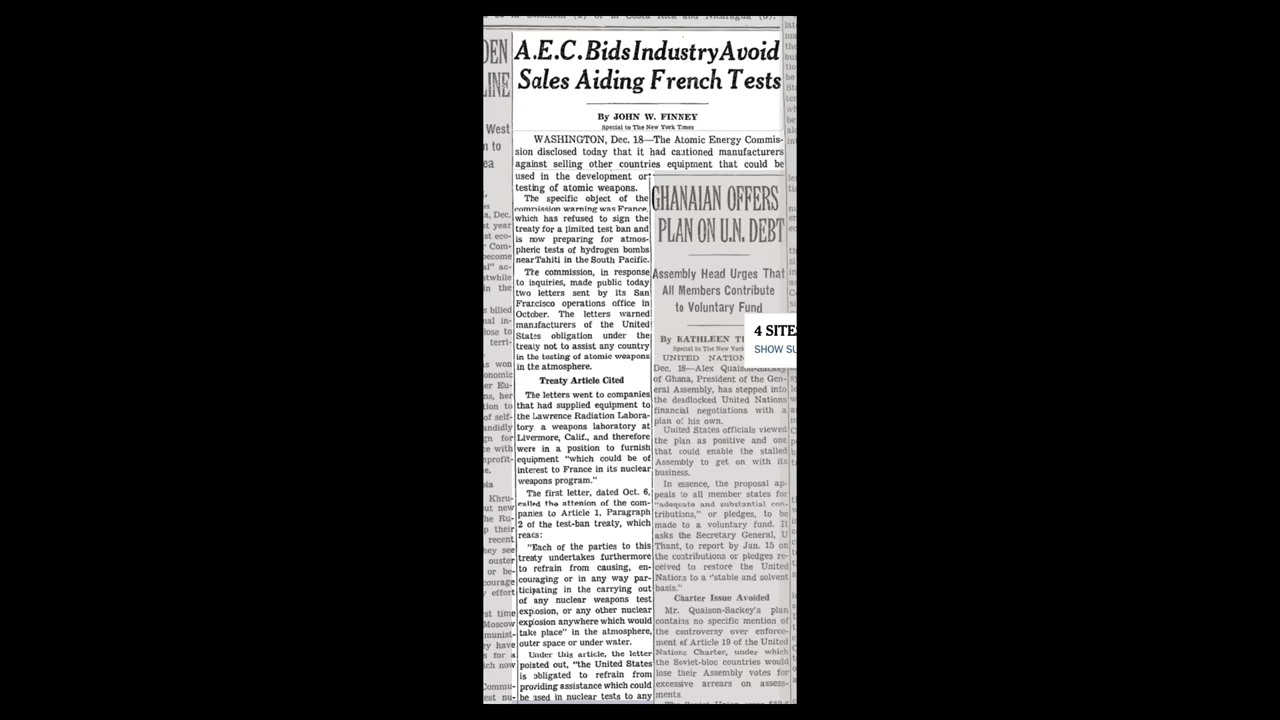 A.E.C. Bids Industry Avoid
Sales Aiding French Tests
By JOHN W. FINNEY
Special to The New York Times
WASHINGTON, Dec. 18—The Atomic Energy Commis-
sion disclosed today that it had cautioned manufacturers
against selling other countries equipment that could be
used in the development or
testing of atomic weapons.
The specific object of the
commission warning was France,
which has refused to sign the
treaty for a limited test ban and
is now preparing for atmos-
pheric tests of hydrogen bombs
near Tahiti in the South Pacific.
The commission, in response
to inquiries, made public today
two letters sent by its San
Francisco operations office in
October. The letters warned
manufacturers of the United
States obligation under the
treaty not to assist any country
in the testing of atomic weapons
in the atmosphere.
Treaty Article Cited
The letters went to companies
that had supplied equipment to
the Lawrence Radiation Labora-
tory, a weapons laboratory at
Livermore, Calif., and therefore
were in a position to furnish
equipment "which could be of
interest to France in its nuclear
weapons program."
The first letter, dated Oct. 6,
called the attenion of the com-
panies to Article 1, Paragraph
2 of the test-ban treaty, which
reads:
"Each of the parties to this
treaty undertakes furthermore
to refrain from causing, en-
couraging or in any way par-
ticipating in the carrying out
of any nuclear weapons test
explosion, or any other nuclear
explosion anywhere which would
take place" in the atmosphere,
outer space or under water.
Under this article, the letter
pointed out, "the United States
is obligated to refrain from
providing assistance which could
be used in nuclear tests to any
GHANAIAN OFFERS
PLAN ON U.N. DEBT
Assembly Head Urges That
All Members Contribute
to Voluntary Fund
By KATHLEEN
Special to The New York
UNITED NATION
Dec. 18—Alex Quaison-Sackey
of Ghana, President of the Gen-
eral Assembly, has stepped into
the deadlocked United Nations
financial negotiations with a
plan of his own.
United States officials viewed
the plan as positive and one
that could enable the stalled
Assembly to get on with its
business.
In essence, the proposal ap-
peals to all member states for
"adequate and substantial con-
tributions," or pledges, to be
made to a voluntary fund. It
asks the Secretary General, U
Thant, to report by Jan. 15 on
the contributions or pledges re-
ceived to restore the United
Nations to a "stable and solvent
basis."
Charter Issue Avoided
Mr. Quaison-Sackey's plan
contains no specific mention of
the controversy over enforce-
ment of Article 19 of the United
Nations Charter, under which
the Soviet-bloc countries would
lose their Assembly votes for
excessive arrears on assess-
ments.
4 SITE
SHOW SU